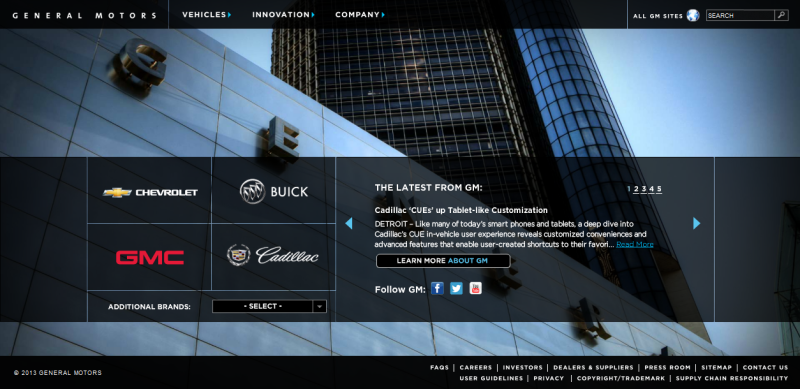 GENERAL MOTORS
VEHICLES
INNOVATION
COMPANY
ALL GM SITES
SEARCH
CHEVROLET
BUICK
GMC
Cadillac
ADDITIONAL BRANDS:
- SELECT -
THE LATEST FROM GM:
1 2 3 4 5
Cadillac 'CUEs' up Tablet-like Customization
DETROIT – Like many of today's smart phones and tablets, a deep dive into
Cadillac's CUE in-vehicle user experience reveals customized conveniences and
advanced features that enable user-created shortcuts to their favori... Read More
LEARN MORE ABOUT GM
Follow GM:
© 2013 GENERAL MOTORS
FAQS | CAREERS | INVESTORS | DEALERS & SUPPLIERS | PRESS ROOM | SITEMAP | CONTACT US
USER GUIDELINES | PRIVACY | COPYRIGHT/TRADEMARK | SUPPLY CHAIN RESPONSIBILITY